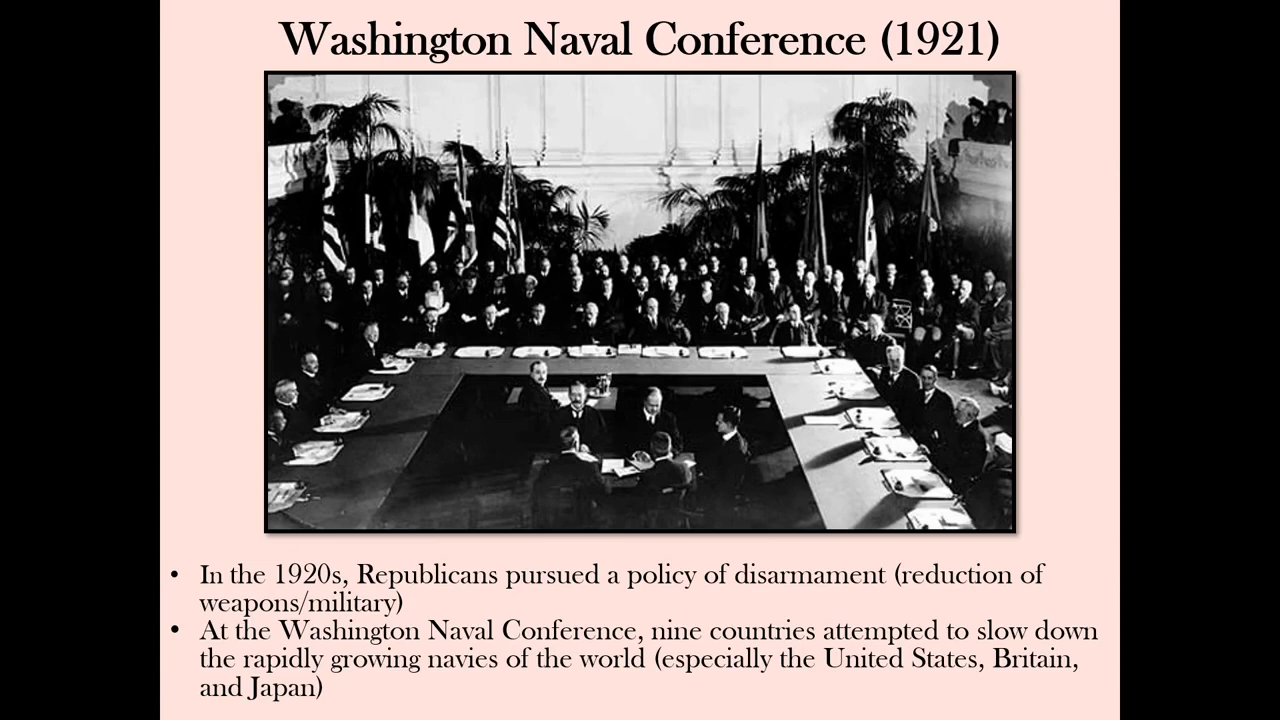 Washington Naval Conference (1921)
• In the 1920s, Republicans pursued a policy of disarmament (reduction of
weapons/military)
• At the Washington Naval Conference, nine countries attempted to slow down
the rapidly growing navies of the world (especially the United States, Britain,
and Japan)